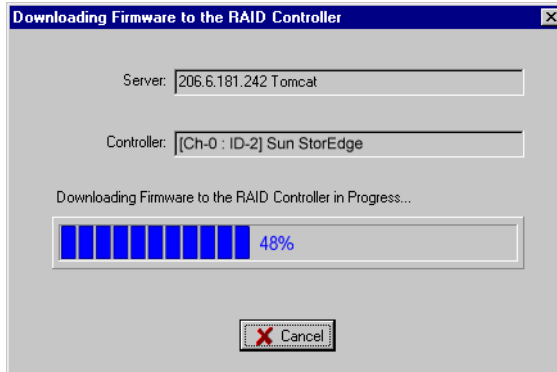 Downloading Firmware to the RAID Controller
Server: 206.6.181.242 Tomcat
Controller: [Ch-0 : ID-2] Sun StorEdge
Downloading Firmware to the RAID Controller in Progress...
48%
Cancel